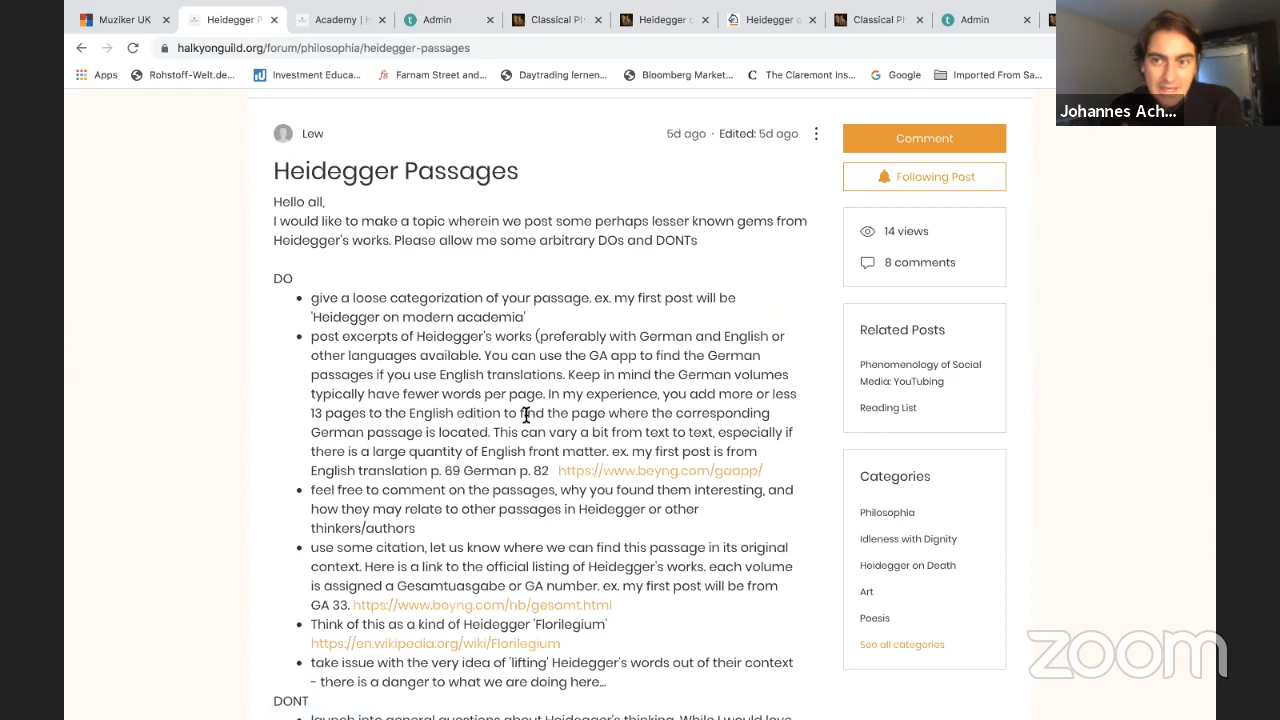 Muziker UK
Heidegger P
Academy | H
Admin
Classical Ph
Heidegger o
Heidegger o
Classical Ph
Admin
halkyonguild.org/forum/philosophia/heidegger-passages
Apps
Rohstoff-Welt.de...
Investment Educa...
fs
Farnam Street and...
Daytrading lernen...
Bloomberg Market...
C
The Claremont Ins...
Google
Imported From Sa...
Johannes Ach...
Lew
5d ago · Edited: 5d ago
Heidegger Passages
Hello all,
I would like to make a topic wherein we post some perhaps lesser known gems from
Heidegger's works. Please allow me some arbitrary DOs and DONTs
DO
give a loose categorization of your passage. ex. my first post will be
'Heidegger on modern academia'
post excerpts of Heidegger's works (preferably with German and English or
other languages available. You can use the GA app to find the German
passages if you use English translations. Keep in mind the German volumes
typically have fewer words per page. In my experience, you add more or less
13 pages to the English edition to find the page where the corresponding
German passage is located. This can vary a bit from text to text, especially if
there is a large quantity of English front matter. ex. my first post is from
English translation p. 69 German p. 82 https://www.beyng.com/gaapp/
feel free to comment on the passages, why you found them interesting, and
how they may relate to other passages in Heidegger or other
thinkers/authors
use some citation, let us know where we can find this passage in its original
context. Here is a link to the official listing of Heidegger's works. each volume
is assigned a Gesamtuasgabe or GA number. ex. my first post will be from
GA 33. https://www.beyng.com/hb/gesamt.html
Think of this as a kind of Heidegger 'Florilegium'
https://en.wikipedia.org/wiki/Florilegium
take issue with the very idea of 'lifting' Heidegger's words out of their context
- there is a danger to what we are doing here...
DONT
launch into general questions about Heidegger's thinking. While I would love
Comment
Following Post
14 views
8 comments
Related Posts
Phenomenology of Social
Media: YouTubing
Reading List
Categories
Philosophia
Idleness with Dignity
Heidegger on Death
Art
Poesis
See all categories
zoom